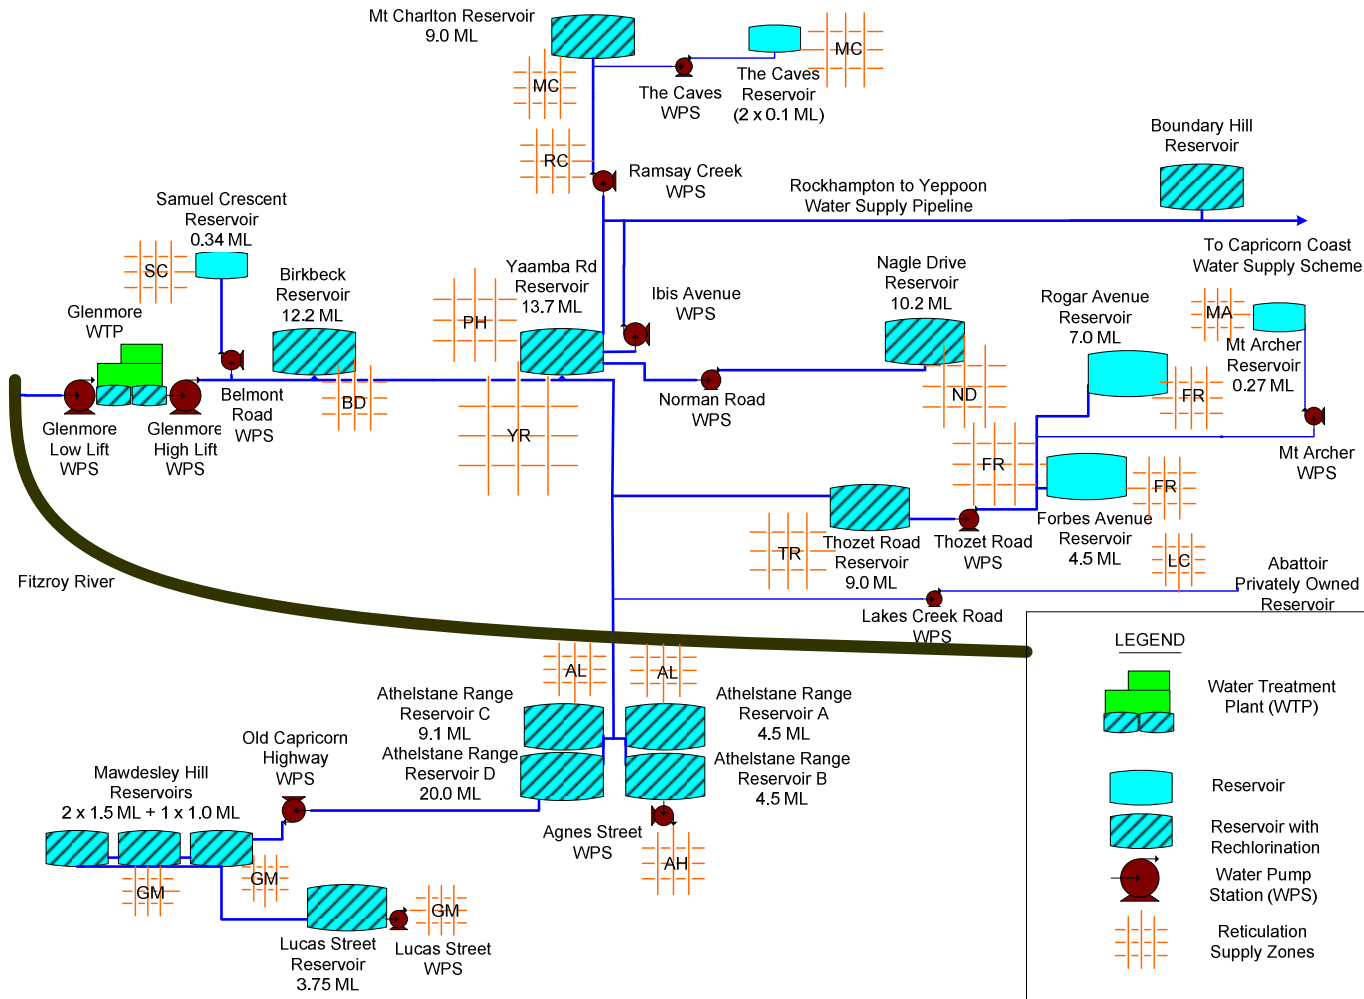 Mt Charlton Reservoir
9.0 ML
MC
The Caves
WPS
The Caves
Reservoir
(2 x 0.1 ML)
MC
RC
Ramsay Creek
WPS
Boundary Hill
Reservoir
Rockhampton to Yeppoon
Water Supply Pipeline
To Capricorn Coast
Water Supply Scheme
Samuel Crescent
Reservoir
0.34 ML
SC
Birkbeck
Reservoir
12.2 ML
Yaamba Rd
Reservoir
13.7 ML
PH
Ibis Avenue
WPS
Nagle Drive
Reservoir
10.2 ML
Rogar Avenue
Reservoir
7.0 ML
MA
Mt Archer
Reservoir
0.27 ML
Glenmore
WTP
Glenmore
Low Lift
WPS
Glenmore
High Lift
WPS
Belmont
Road
WPS
BD
YR
Norman Road
WPS
ND
FR
FR
Mt Archer
WPS
FR
Forbes Avenue
Reservoir
4.5 ML
Thozet Road
Reservoir
9.0 ML
Thozet Road
WPS
TR
LC
Abattoir
Privately Owned
Reservoir
Lakes Creek Road
WPS
Fitzroy River
AL
AL
Athelstane Range
Reservoir C
9.1 ML
Athelstane Range
Reservoir A
4.5 ML
Athelstane Range
Reservoir D
20.0 ML
Athelstane Range
Reservoir B
4.5 ML
Old Capricorn
Highway
WPS
Mawdesley Hill
Reservoirs
2 x 1.5 ML + 1 x 1.0 ML
Agnes Street
WPS
AH
GM
GM
GM
Lucas Street
Reservoir
3.75 ML
Lucas Street
WPS
LEGEND
Water Treatment
Plant (WTP)
Reservoir
Reservoir with
Rechlorination
Water Pump
Station (WPS)
Reticulation
Supply Zones